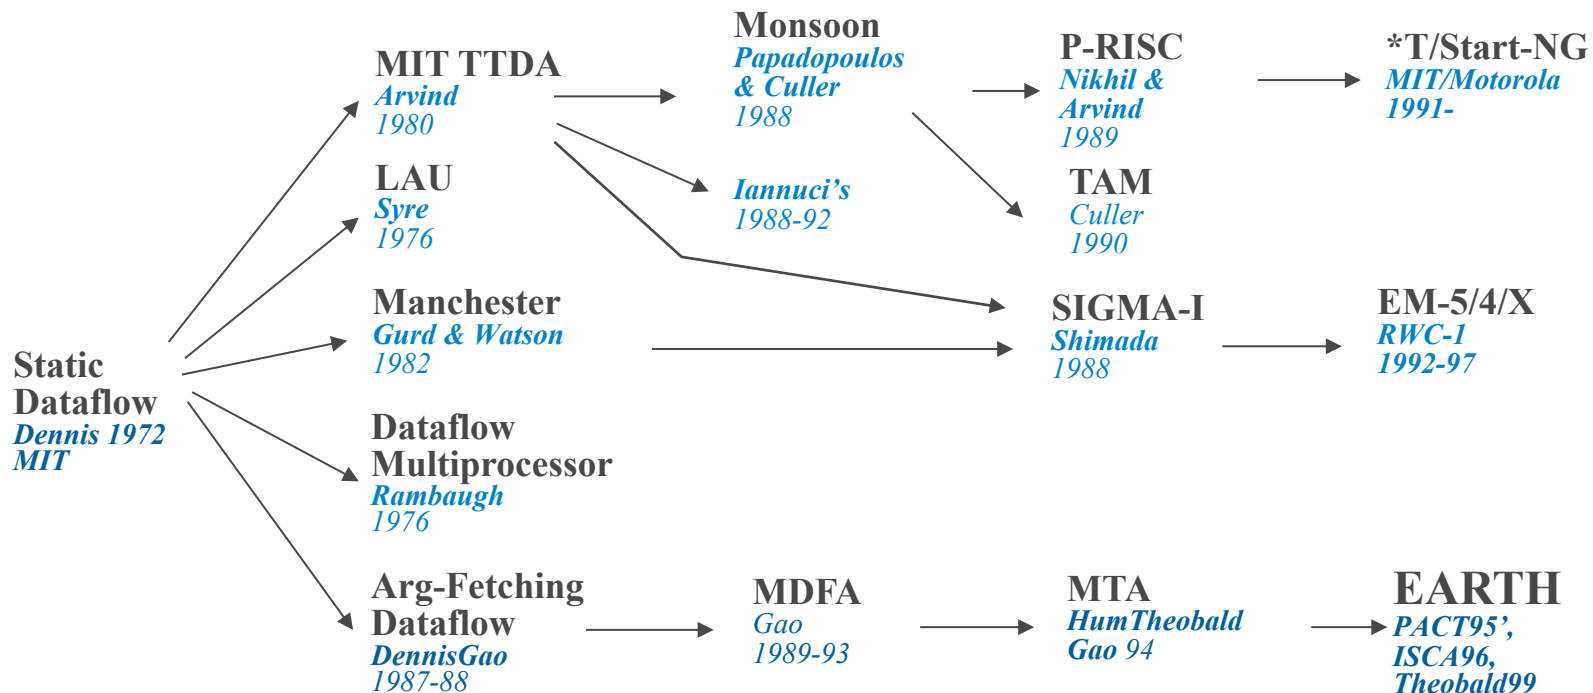 Static
Dataflow
Dennis 1972
MIT
MIT TTDA
Arvind
1980
LAU
Syre
1976
Manchester
Gurd & Watson
1982
Dataflow
Multiprocessor
Rambaugh
1976
Arg-Fetching
Dataflow
DennisGao
1987-88
Monsoon
Papadopoulos
& Culler
1988
Iannuci’s
1988-92
MDFA
Gao
1989-93
P-RISC
Nikhil &
Arvind
1989
TAM
Culler
1990
SIGMA-I
Shimada
1988
MTA
HumTheobald
Gao 94
*T/Start-NG
MIT/Motorola
1991-
EM-5/4/X
RWC-1
1992-97
EARTH
PACT95’,
ISCA96,
Theobald99